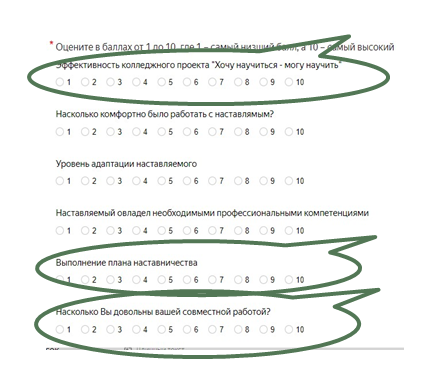 * Оцените в баллах от 1 до 10, где 1 – самый низший балл, а 10 – самый высокий
Эффективность колледжного проекта "Хочу научиться - могу научить"
1 2 3 4 5 6 7 8 9 10
Насколько комфортно было работать с наставлямым?
1 2 3 4 5 6 7 8 9 10
Уровень адаптации наставляемого
1 2 3 4 5 6 7 8 9 10
Наставляемый овладел необходимыми профессиональными компетенциями
1 2 3 4 5 6 7 8 9 10
Выполнение плана наставничества
1 2 3 4 5 6 7 8 9 10
Насколько Вы довольны вашей совместной работой?
1 2 3 4 5 6 7 8 9 10